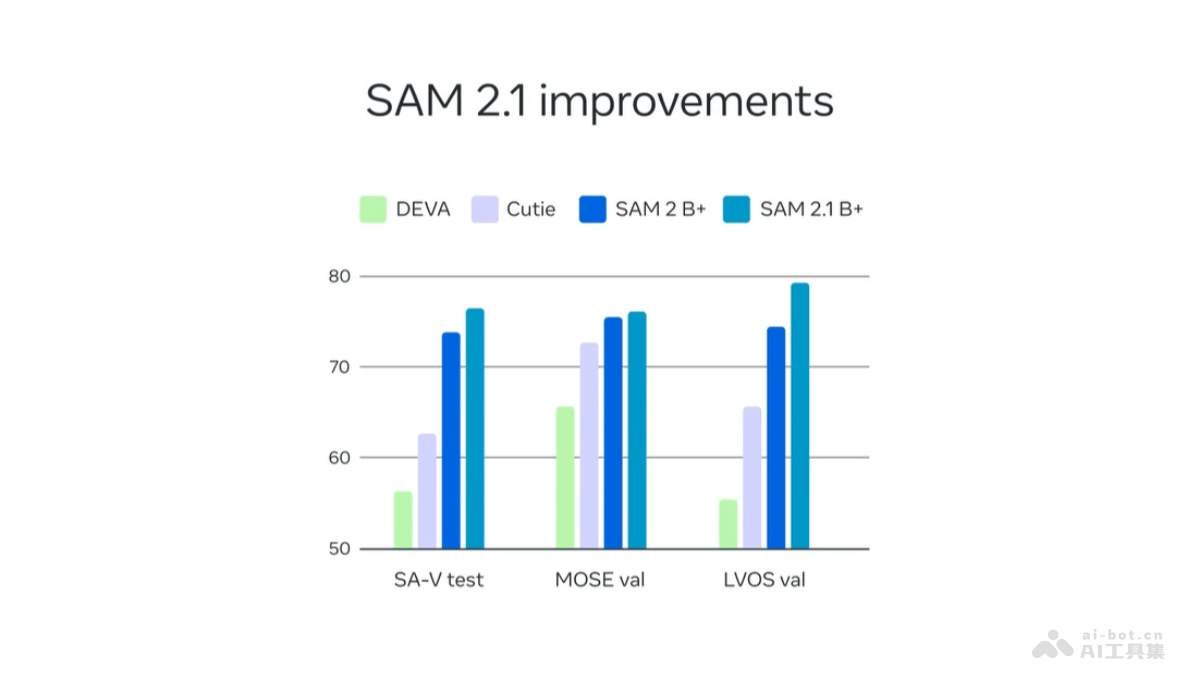 SAM 2.1 improvements
DEVA Cutie SAM 2 B+ SAM 2.1 B+
80
70
60
50
SA-V test MOSE val LVOS val
ai-bot.cn
AI工具集